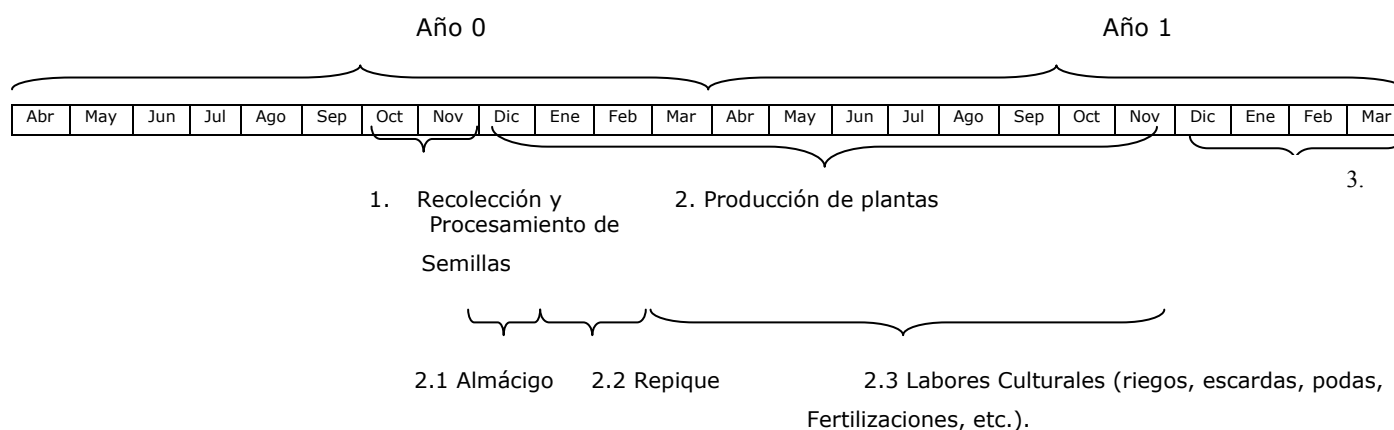 Año 0 Año 1
Abr May Jun Jul Ago Sep Oct Nov Dic Ene Feb Mar Abr May Jun Jul Ago Sep Oct Nov Dic Ene Feb Mar
3.
1. Recolección y 2. Producción de plantas
Procesamiento de
Semillas
2.1 Almácigo 2.2 Repique 2.3 Labores Culturales (riegos, escardas, podas,
Fertilizaciones, etc.).